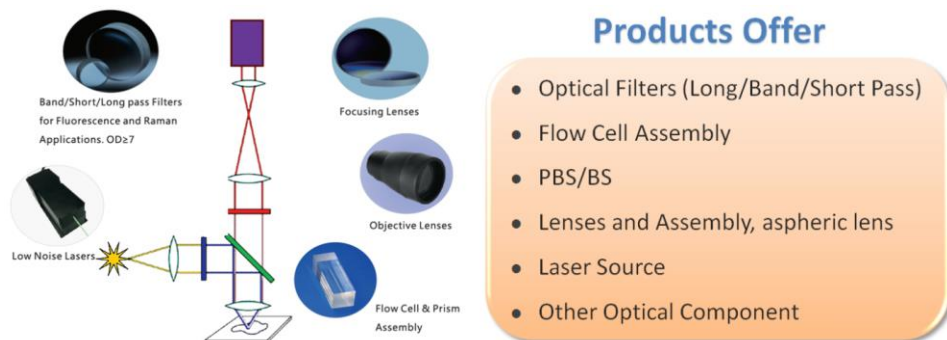 Band/Short/Long pass Filters
for Fluorescence and Raman
Applications. OD≥7
Focusing Lenses
Low Noise Lasers
Objective Lenses
Flow Cell & Prism
Assembly
Products Offer
• Optical Filters (Long/Band/Short Pass)
• Flow Cell Assembly
• PBS/BS
• Lenses and Assembly, aspheric lens
• Laser Source
• Other Optical Component